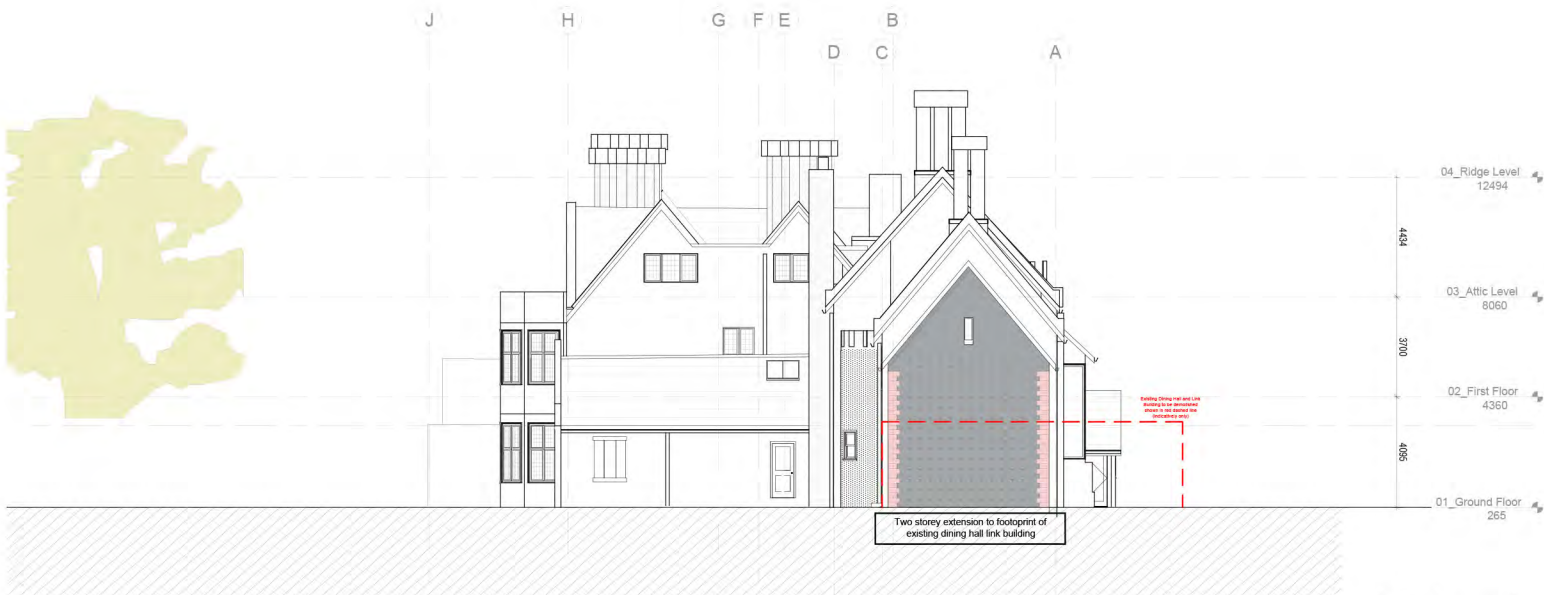 J
H
G
F
E
B
D
C
A
04_Ridge Level
12494
4434
03_Attic Level
8060
3700
02_First Floor
4360
Existing Dining Hall and Link
Building to be demolished
shown in red dashed line
(indicatively only)
4095
01_Ground Floor
265
Two storey extension to footoprint of
existing dining hall link building